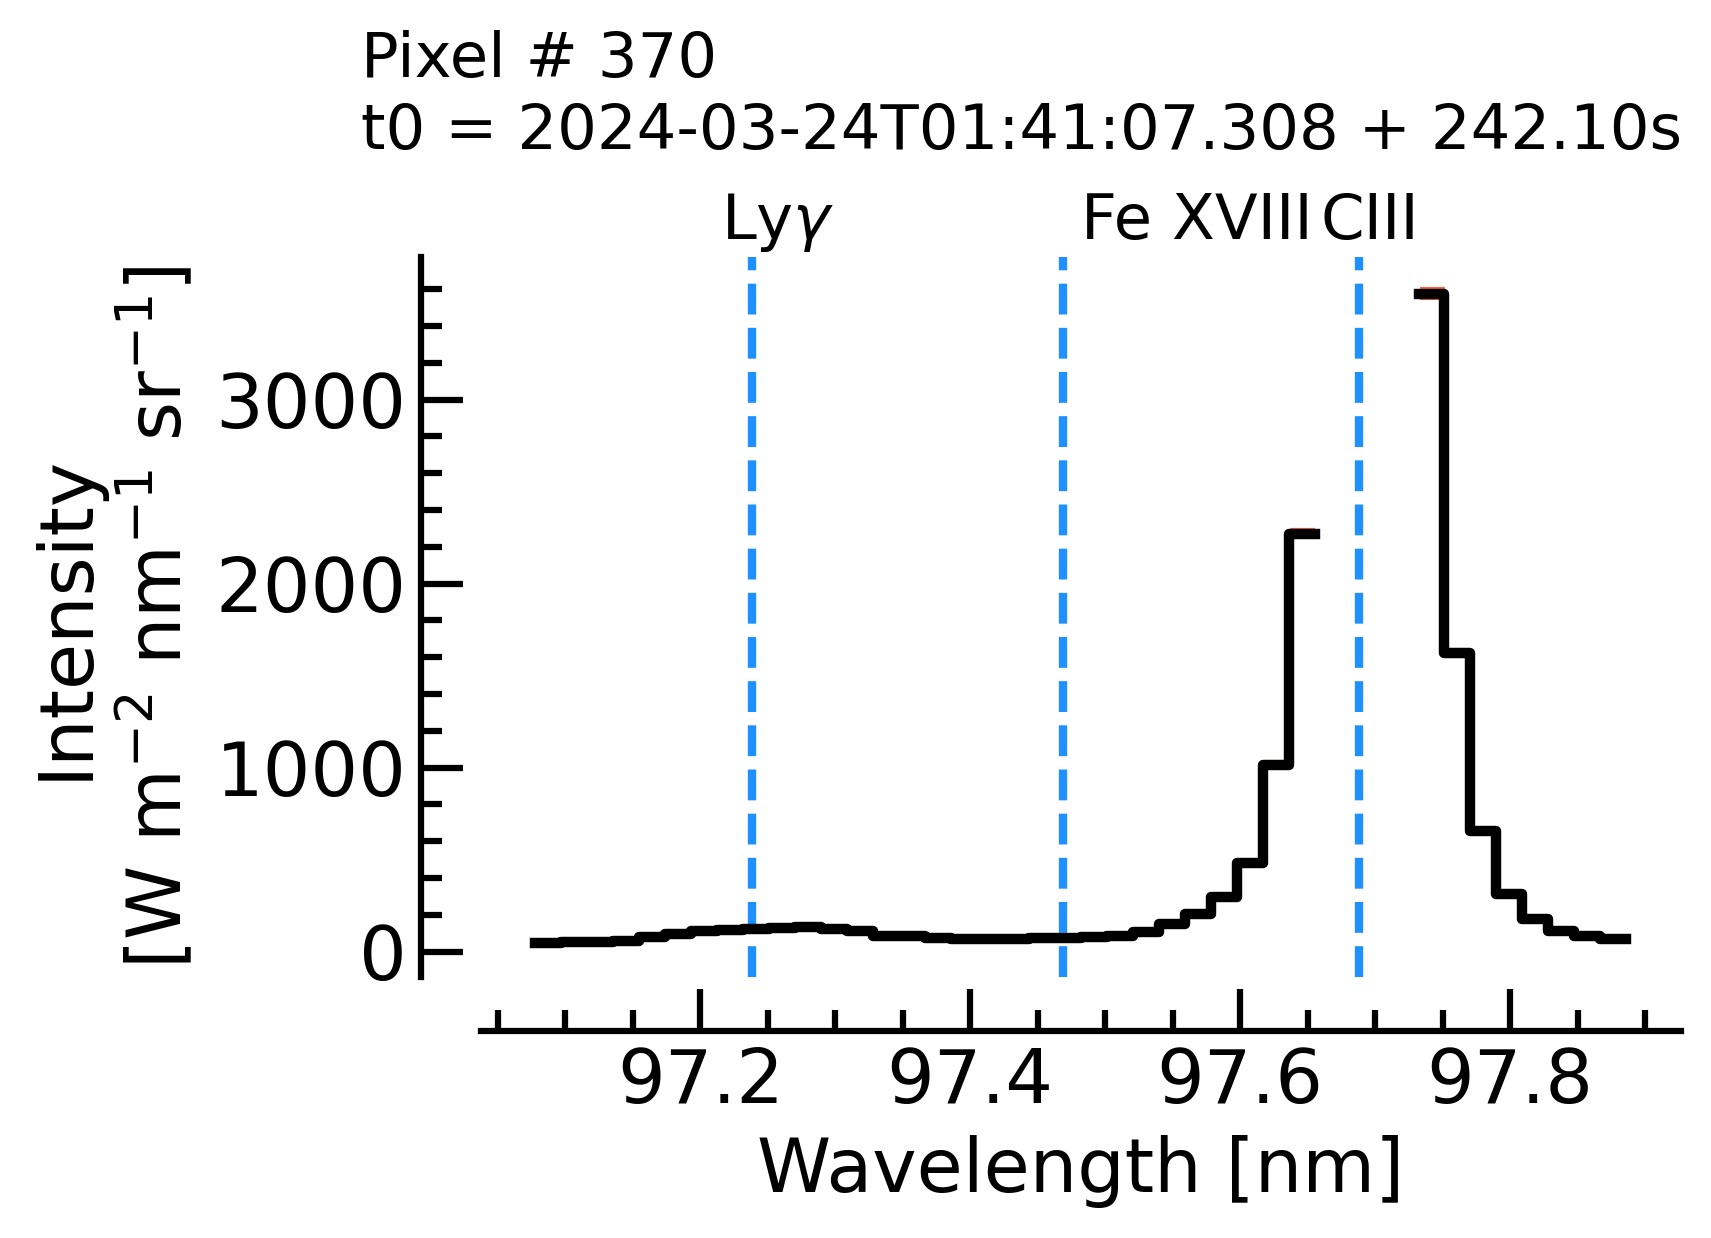 Pixel # 370
t0 = 2024-03-24T01:41:07.308 + 242.10s
Lyγ Fe XVIII CIII
Intensity
[W m⁻² nm⁻¹ sr⁻¹]
3000
2000
1000
0
97.2 97.4 97.6 97.8
Wavelength [nm]